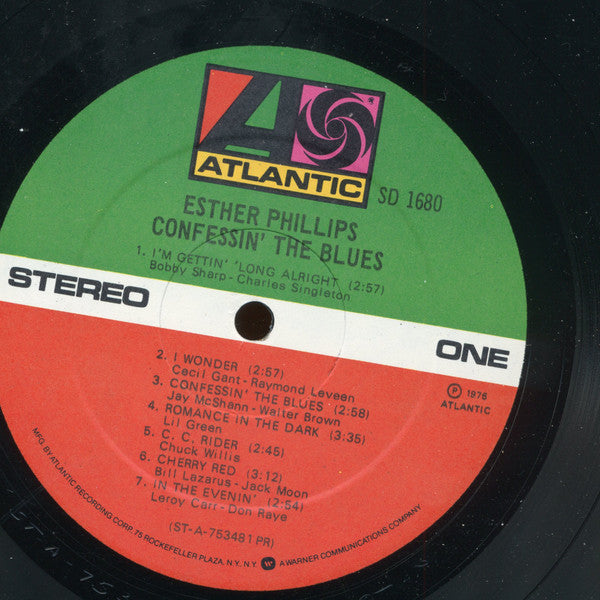 ATLANTIC
SD 1680
ESTHER PHILLIPS
CONFESSIN' THE BLUES
1. I'M GETTIN' 'LONG ALRIGHT (2:57)
Bobby Sharp-Charles Singleton
STEREO
ONE
2. I WONDER (2:57)
Cecil Gant-Raymond Leveen
3. CONFESSIN' THE BLUES (2:58)
Jay McShann-Walter Brown
4. ROMANCE IN THE DARK (3:35)
Lil Green
5. C. C. RIDER (2:45)
Chuck Willis
6. CHERRY RED (3:12)
Bill Lazarus-Jack Moon
7. IN THE EVENIN' (2:54)
Leroy Carr-Don Raye
(ST-A-753481 PR)
Ⓟ 1976
ATLANTIC
MFG. BY ATLANTIC RECORDING CORP. 75 ROCKEFELLER PLAZA, N.Y. N.Y. A WARNER COMMUNICATIONS COMPANY